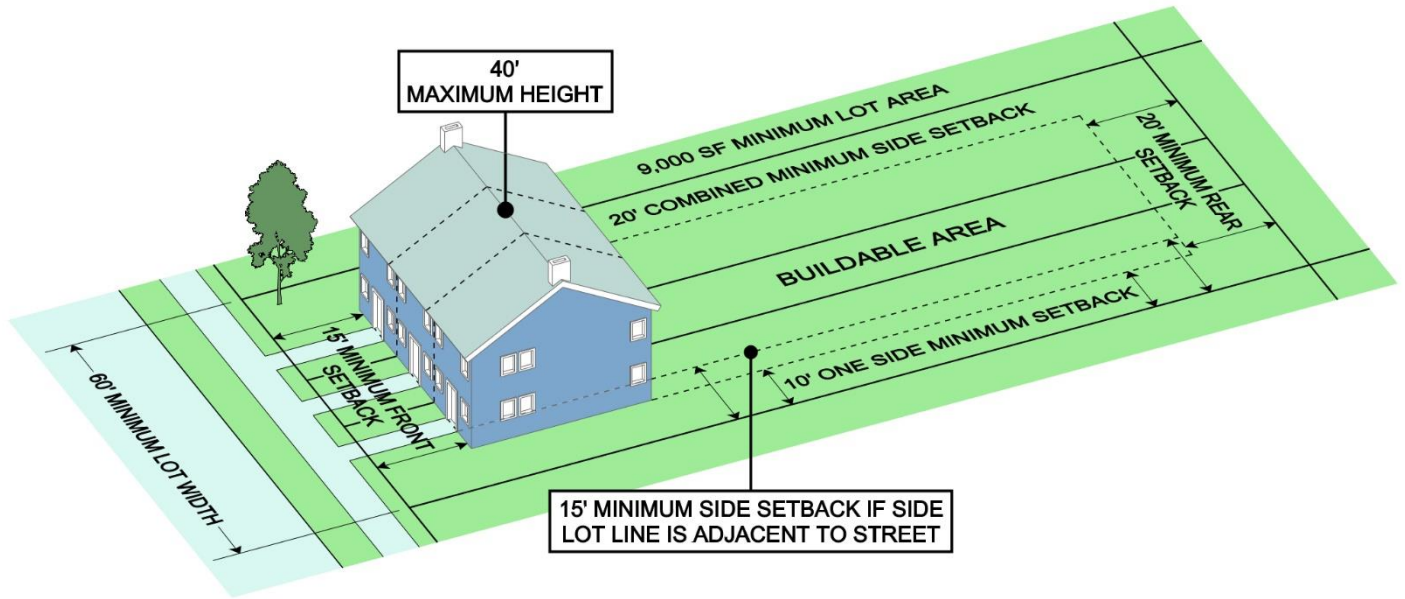 40'
MAXIMUM HEIGHT
9,000 SF MINIMUM LOT AREA
20' COMBINED MINIMUM SIDE SETBACK
20' MINIMUM REAR
SETBACK
BUILDABLE AREA
10' ONE SIDE MINIMUM SETBACK
15' MINIMUM FRONT
SETBACK
60' MINIMUM LOT WIDTH
15' MINIMUM SIDE SETBACK IF SIDE
LOT LINE IS ADJACENT TO STREET